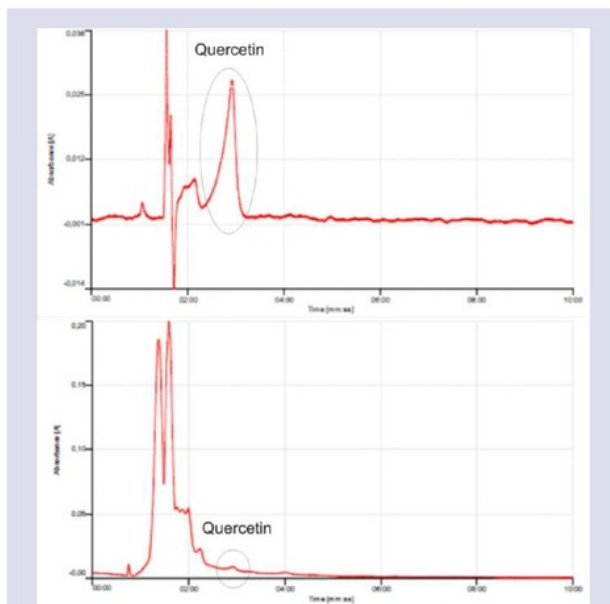 Quercetin
0,038
0,025
0,012
-0,001
-0,014
Absorbance [A]
00:00 02:00 04:00 06:00 08:00 10:00
Time [mm:ss]
0,20
0,15
0,10
0,05
-0,00
Absorbance [A]
Quercetin
00:00 02:00 04:00 06:00 08:00 10:00
Time [mm:ss]